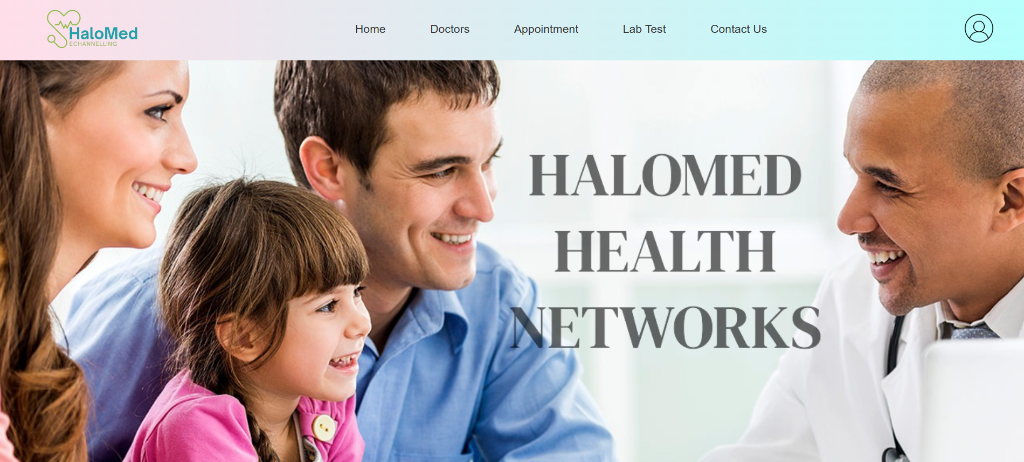 HaloMed
ECHANNELLING
Home Doctors Appointment Lab Test Contact Us
HALOMED
HEALTH
NETWORKS